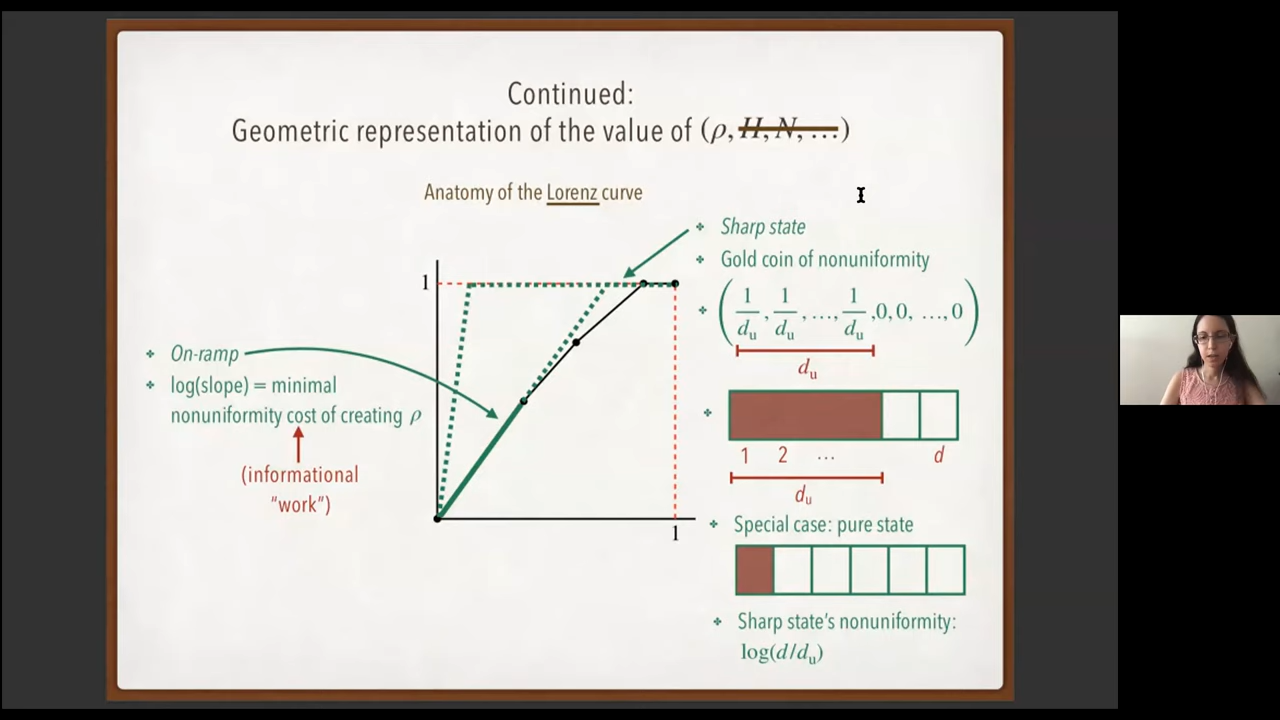 Continued:
Geometric representation of the value of (ρ, H, N, …)
Anatomy of the Lorenz curve
1
1
On-ramp
log(slope) = minimal
nonuniformity cost of creating ρ
(informational
"work")
Sharp state
Gold coin of nonuniformity
(1/d_u, 1/d_u, …, 1/d_u, 0, 0, …, 0)
d_u
1 2 … d
d_u
Special case: pure state
Sharp state's nonuniformity:
log(d/d_u)